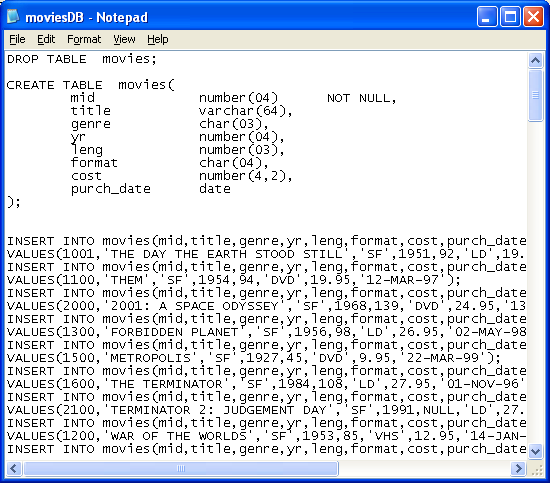 moviesDB - Notepad
File Edit Format View Help
DROP TABLE  movies;
CREATE TABLE  movies(
mid number(04) NOT NULL,
title varchar(64),
genre char(03),
yr number(04),
leng number(03),
format char(04),
cost number(4,2),
purch_date date
);
INSERT INTO movies(mid,title,genre,yr,leng,format,cost,purch_date
VALUES(1001,'THE DAY THE EARTH STOOD STILL','SF',1951,92,'LD',19.
INSERT INTO movies(mid,title,genre,yr,leng,format,cost,purch_date
VALUES(1100,'THEM','SF',1954,94,'DVD',19.95,'12-MAR-97');
INSERT INTO movies(mid,title,genre,yr,leng,format,cost,purch_date
VALUES(2000,'2001: A SPACE ODYSSEY','SF',1968,139,'DVD',24.95,'13
INSERT INTO movies(mid,title,genre,yr,leng,format,cost,purch_date
VALUES(1300,'FORBIDDEN PLANET','SF',1956,98,'LD',26.95,'02-MAY-98
INSERT INTO movies(mid,title,genre,yr,leng,format,cost,purch_date
VALUES(1500,'METROPOLIS','SF',1927,45,'DVD',9.95,'22-MAR-99');
INSERT INTO movies(mid,title,genre,yr,leng,format,cost,purch_date
VALUES(1600,'THE TERMINATOR','SF',1984,108,'LD',27.95,'01-NOV-96'
INSERT INTO movies(mid,title,genre,yr,leng,format,cost,purch_date
VALUES(2100,'TERMINATOR 2: JUDGEMENT DAY','SF',1991,NULL,'LD',27.
INSERT INTO movies(mid,title,genre,yr,leng,format,cost,purch_date
VALUES(1200,'WAR OF THE WORLDS','SF',1953,85,'VHS',12.95,'14-JAN-
INSERT INTO movies(mid,title,genre,yr,leng,format,cost,purch_date